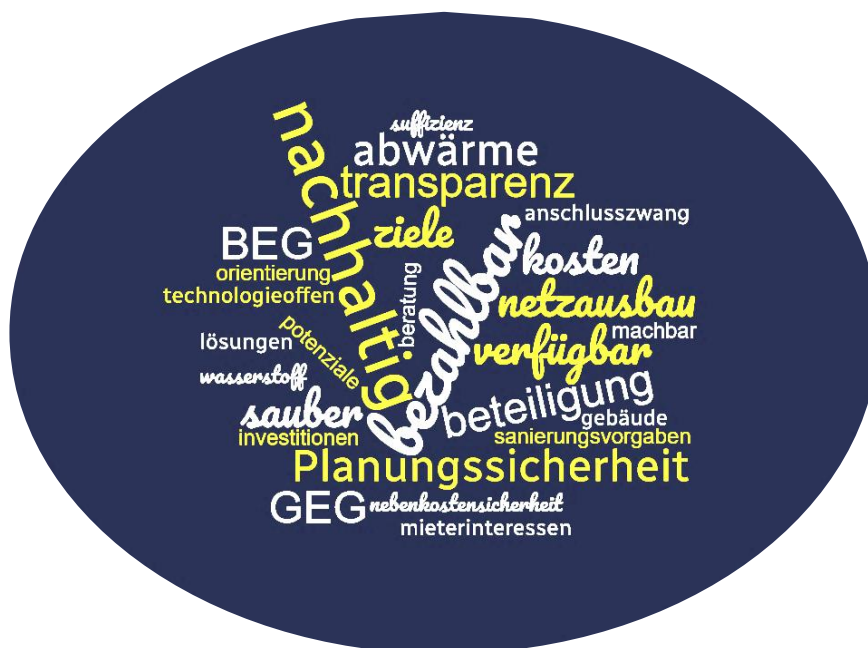 suffizienz
abwärme
nachhaltig
transparenz
anschlusszwang
ziele
BEG
kosten
bezahlbar
orientierung
beratung
technologieoffen
netzausbau
machbar
lösungen
potenziale
verfügbar
wasserstoff
beteiligung
sauber
gebäude
investitionen
sanierungsvorgaben
Planungssicherheit
GEG
nebenkostensicherheit
mieterinteressen